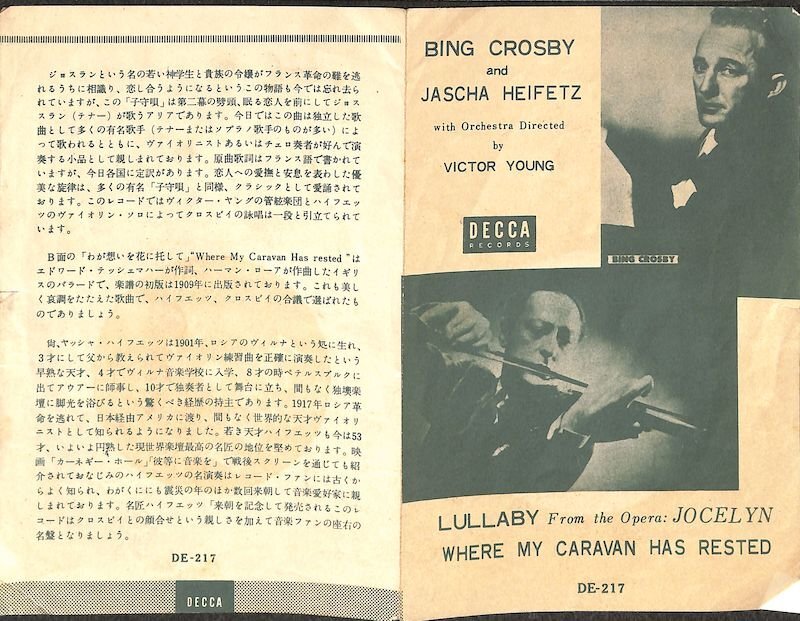 ジョスランという名の若い神学生と貴族の令嬢がフランス革命の難を逃
れるうちに相識り、恋し合うようになるというこの物語も今では忘れ去ら
れていますが、この「子守唄」は第二幕の劈頭、眠る恋人を前にしてジョス
スラン（テナー）が歌うアリアであります。今日ではこの曲は独立した歌
曲として多くの有名歌手（テナーまたはソプラノ歌手のものが多い）によ
って歌われるとともに、ヴァイオリニストあるいはチェロ奏者が好んで演
奏する小品として親しまれております。原曲歌詞はフランス語で書かれて
いますが、今日各国に定訳があります。恋人への愛撫と安息を表わした優
美な旋律は、多くの有名「子守唄」と同様、クラシックとして愛誦されて
おります。このレコードではヴィクター・ヤングの管絃楽団とハイフェッ
ツのヴァイオリン・ソロによってクロスビイの詠唱は一段と引立てられて
います。
B面の「わが想いを花に托して」“Where My Caravan Has rested”は
エドワード・テッシェマハーが作詞、ハーマン・ローアが作曲したイギリ
スのバラードで、楽譜の初版は1909年に出版されております。これも美し
く哀調をたたえた歌曲で、ハイフェッツ、クロスビイの合議で選ばれたも
のでありましょう。
尙、ヤッシャ・ハイフェッツは1901年、ロシアのヴィルナという処に生れ、
3才にして父から教えられてヴァイオリン練習曲を正確に演奏したという
早熟な天才、4才でヴィルナ音楽学校に入学、8才の時ペテルスブルクに
出てアウアーに師事し、10才で独奏者として舞台に立ち、間もなく独墺楽
壇に脚光を浴びるという驚くべき経歴の持主であります。1917年ロシア革
命を逃れて、日本経由アメリカに渡り、間もなく世界的な天才ヴァイオリ
ニストとして知られるようになりました。若き天才ハイフェッツも今は53
才、いよいよ円熟した現世界楽壇最高の名匠の地位を堅めております。映
画「カーネギー・ホール」「彼等に音楽を」で戦後スクリーンを通じても紹
介されておなじみのハイフェッツの名演奏はレコード・ファンには古くか
らよく知られ、わがくににも震災の年のほか数回来朝して音楽愛好家に親
しまれております。名匠ハイフェッツ「来朝を記念して発売されるこのレ
コードはクロスビイとの顔合せという親しさを加えて音楽ファンの座右の
名盤となりましょう。
DE-217
DECCA
BING CROSBY
and
JASCHA HEIFETZ
with Orchestra Directed
by
VICTOR YOUNG
DECCA
RECORDS
BING CROSBY
LULLABY From the Opera: JOCELYN
WHERE MY CARAVAN HAS RESTED
DE-217